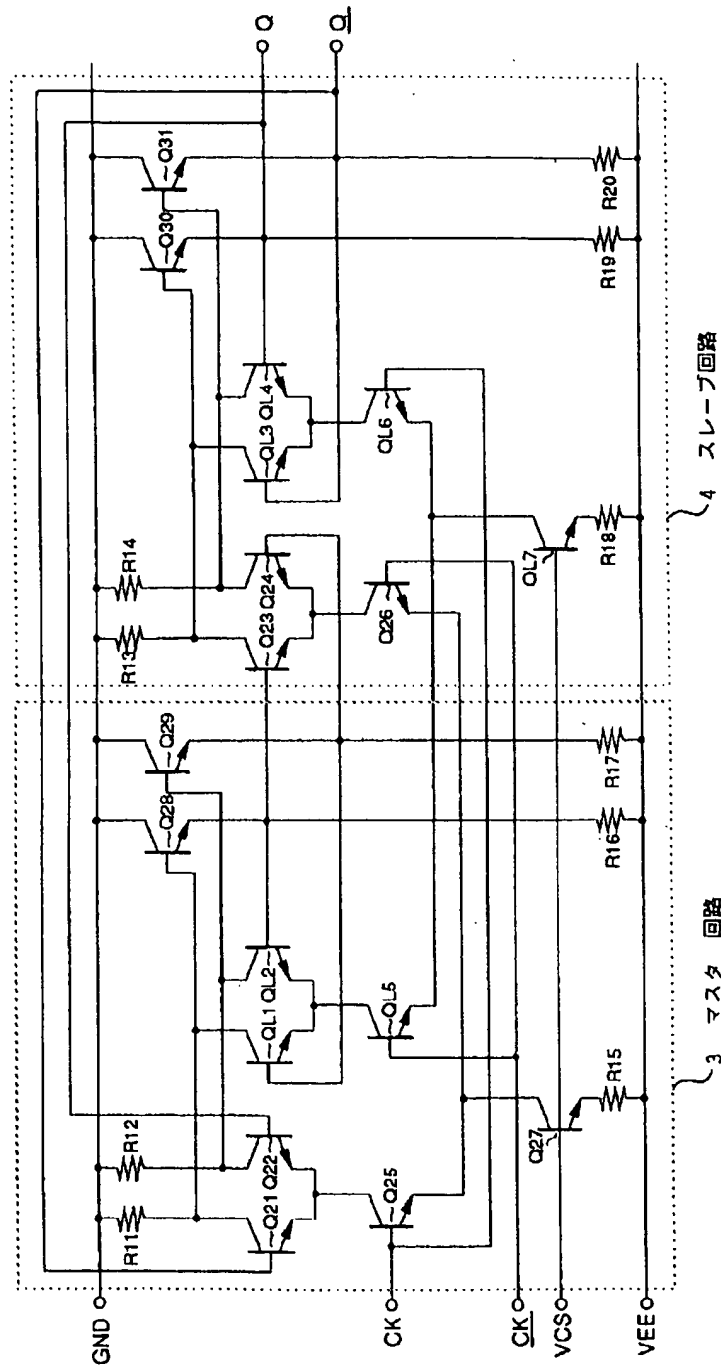 GND
CK
C̲K̲
VCS
VEE
R11
R12
Q21
Q22
QL1
QL2
Q28
Q29
Q25
QL5
Q27
R15
R16
R17
3 マスタ 回路
R13
R14
Q23
Q24
QL3
QL4
Q30
Q31
Q26
QL6
QL7
R18
R19
R20
Q
Q̲
4 スレーブ回路